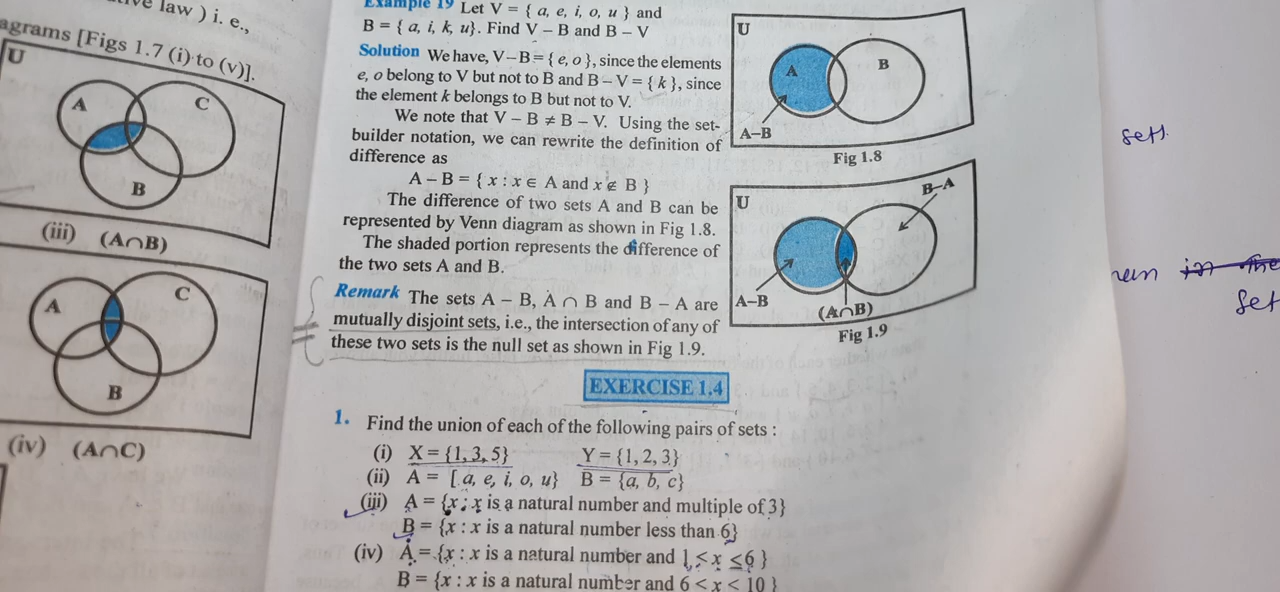 law ) i. e.,
agrams [Figs 1.7 (i) to (v)].
U
A
C
B
(iii) (A∩B)
A
C
B
(iv) (A∩C)
Example 19 Let V = { a, e, i, o, u } and
B = { a, i, k, u}. Find V – B and B – V
Solution We have, V – B = { e, o }, since the elements
e, o belong to V but not to B and B – V = { k }, since
the element k belongs to B but not to V.
We note that V – B ≠ B – V. Using the set-
builder notation, we can rewrite the definition of
difference as
A – B = { x : x ∈ A and x ∉ B }
The difference of two sets A and B can be
represented by Venn diagram as shown in Fig 1.8.
The shaded portion represents the difference of
the two sets A and B.
Remark The sets A – B, A ∩ B and B – A are
mutually disjoint sets, i.e., the intersection of any of
these two sets is the null set as shown in Fig 1.9.
U
A
B
A–B
Fig 1.8
U
B–A
A–B
(A∩B)
Fig 1.9
EXERCISE 1.4
1. Find the union of each of the following pairs of sets :
(i) X = {1, 3, 5} Y = {1, 2, 3}
(ii) A = [ a, e, i, o, u} B = {a, b, c}
(iii) A = {x : x is a natural number and multiple of 3}
B = {x : x is a natural number less than 6}
(iv) A = {x : x is a natural number and 1 < x ≤ 6 }
B = {x : x is a natural number and 6 < x < 10 }
sets.
in the
Set